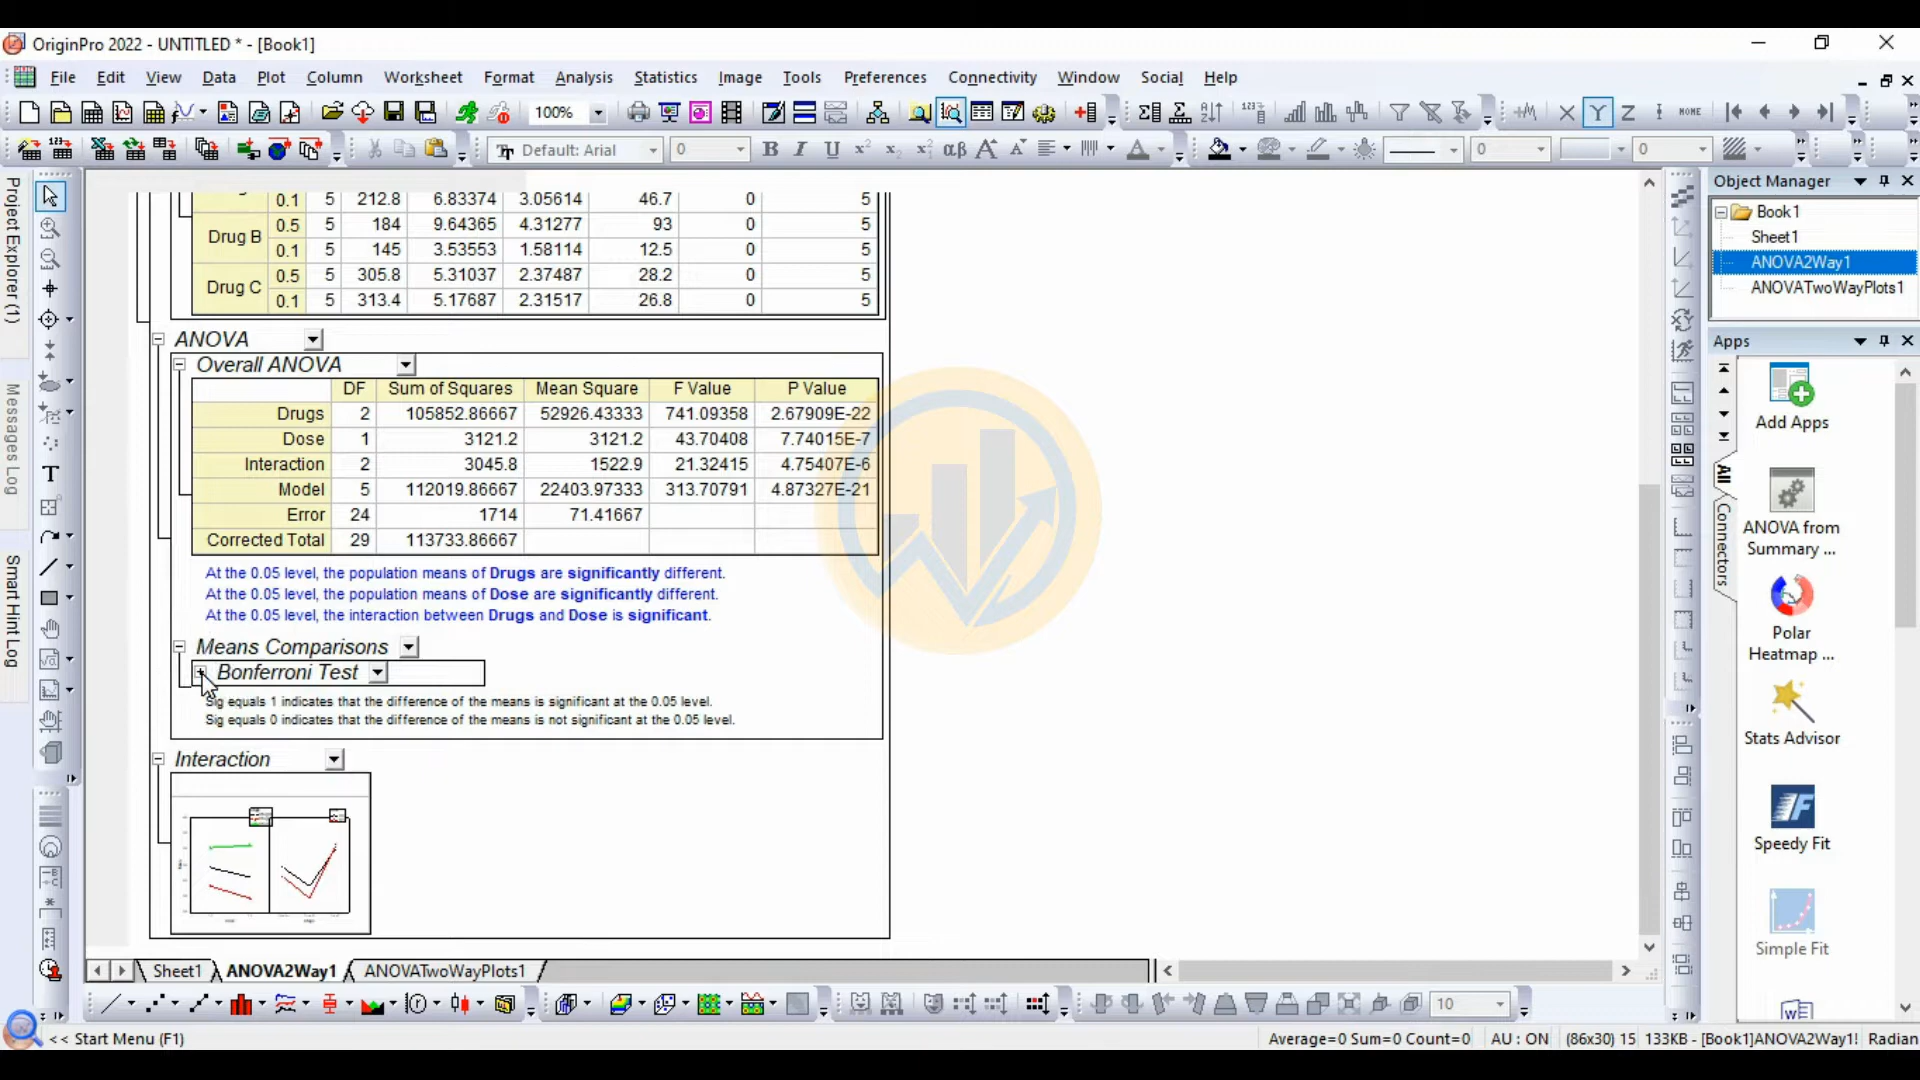 OriginPro 2022 - UNTITLED * - [Book1]
File Edit View Data Plot Column Worksheet Format Analysis Statistics Image Tools Preferences Connectivity Window Social Help
100%
X Y Z HOME
Default: Arial 0 B I U αβ A 0 0
Project Explorer (1)
Messages Log
Smart Hint Log
0.1 5 212.8 6.83374 3.05614 46.7 0 5
Drug B 0.5 5 184 9.64365 4.31277 93 0 5
0.1 5 145 3.53553 1.58114 12.5 0 5
Drug C 0.5 5 305.8 5.31037 2.37487 28.2 0 5
0.1 5 313.4 5.17687 2.31517 26.8 0 5
ANOVA
Overall ANOVA
DF Sum of Squares Mean Square F Value P Value
Drugs 2 105852.86667 52926.43333 741.09358 2.67909E-22
Dose 1 3121.2 3121.2 43.70408 7.74015E-7
Interaction 2 3045.8 1522.9 21.32415 4.75407E-6
Model 5 112019.86667 22403.97333 313.70791 4.87327E-21
Error 24 1714 71.41667
Corrected Total 29 113733.86667
At the 0.05 level, the population means of Drugs are significantly different.
At the 0.05 level, the population means of Dose are significantly different.
At the 0.05 level, the interaction between Drugs and Dose is significant.
Means Comparisons
Bonferroni Test
Sig equals 1 indicates that the difference of the means is significant at the 0.05 level.
Sig equals 0 indicates that the difference of the means is not significant at the 0.05 level.
Interaction
Sheet1 ANOVA2Way1 ANOVATwoWayPlots1
10
<< Start Menu (F1)
Average=0 Sum=0 Count=0 AU : ON (86x30) 15 133KB - [Book1]ANOVA2Way1! Radian
Object Manager
Book1
Sheet1
ANOVA2Way1
ANOVATwoWayPlots1
Apps
All
Connectors
Add Apps
ANOVA from
Summary ...
Polar
Heatmap ...
Stats Advisor
Speedy Fit
Simple Fit